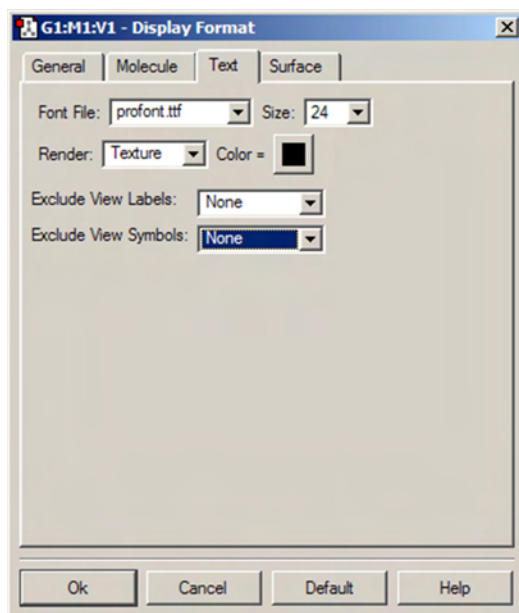 G1:M1:V1 - Display Format
General Molecule Text Surface
Font File: profont.ttf Size: 24
Render: Texture Color =
Exclude View Labels: None
Exclude View Symbols: None
Ok Cancel Default Help